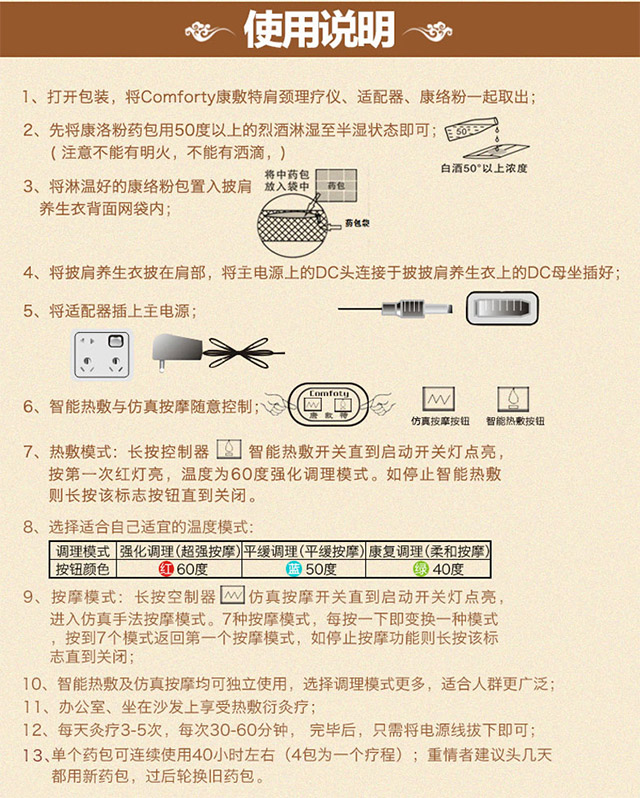 使用说明
1、打开包装，将Comforty康敷特肩颈理疗仪、适配器、康络粉一起取出；
2、先将康洛粉药包用50度以上的烈酒淋湿至半湿状态即可；
（注意不能有明火，不能有洒滴，）
50°
白酒50°以上浓度
3、将淋温好的康络粉包置入披肩
养生衣背面网袋内；
将中药包
放入袋中
药包
药包袋
4、将披肩养生衣披在肩部，将主电源上的DC头连接于披披肩养生衣上的DC母坐插好；
5、将适配器插上主电源；
6、智能热敷与仿真按摩随意控制；
Comfoty
康敷特
仿真按摩按钮
智能热敷按钮
7、热敷模式：长按控制器 智能热敷开关直到启动开关灯点亮，
按第一次红灯亮，温度为60度强化调理模式。如停止智能热敷
则长按该标志按钮直到关闭。
8、选择适合自己适宜的温度模式：
调理模式 强化调理(超强按摩) 平缓调理(平缓按摩) 康复调理(柔和按摩)
按钮颜色 红 60度 蓝 50度 绿 40度
9、按摩模式：长按控制器 仿真按摩开关直到启动开关灯点亮，
进入仿真手法按摩模式。7种按摩模式，每按一下即变换一种模式
，按到7个模式返回第一个按摩模式，如停止按摩功能则长按该标
志直到关闭；
10、智能热敷及仿真按摩均可独立使用，选择调理模式更多，适合人群更广泛；
11、办公室、坐在沙发上享受热敷衍灸疗；
12、每天灸疗3-5次，每次30-60分钟， 完毕后，只需将电源线拔下即可；
13、单个药包可连续使用40小时左右（4包为一个疗程）；重情者建议头几天
都用新药包，过后轮换旧药包。